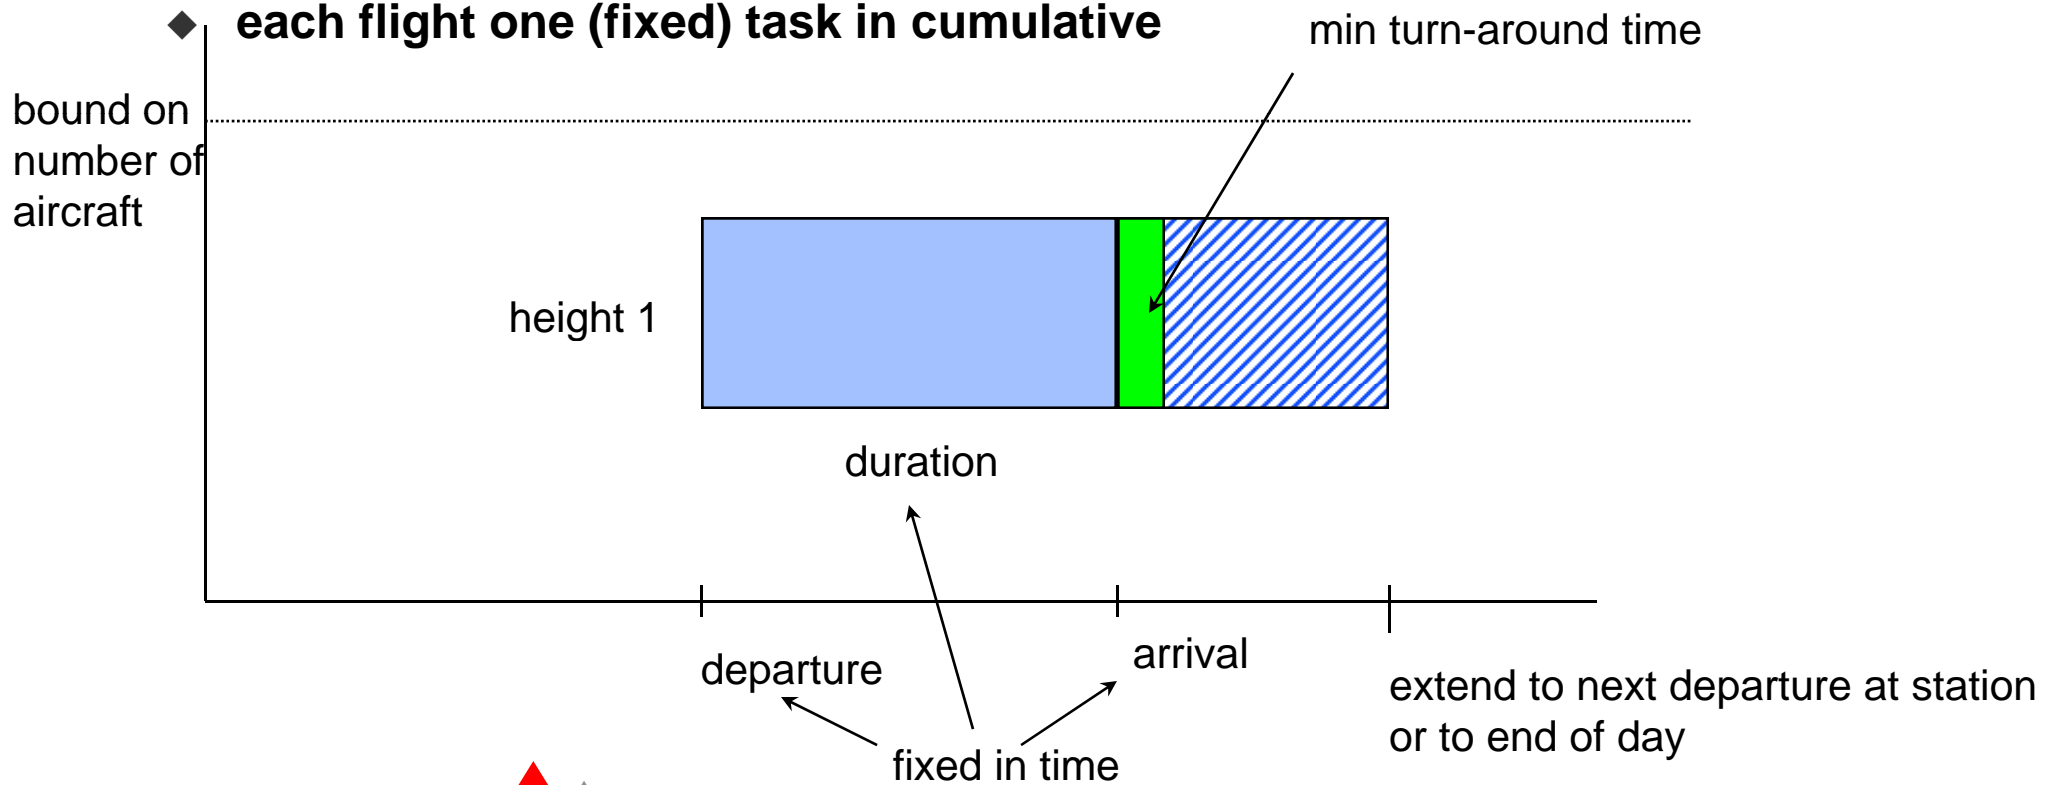 each flight one (fixed) task in cumulative
min turn-around time
bound on
number of
aircraft
height 1
duration
departure
arrival
extend to next departure at station
or to end of day
fixed in time